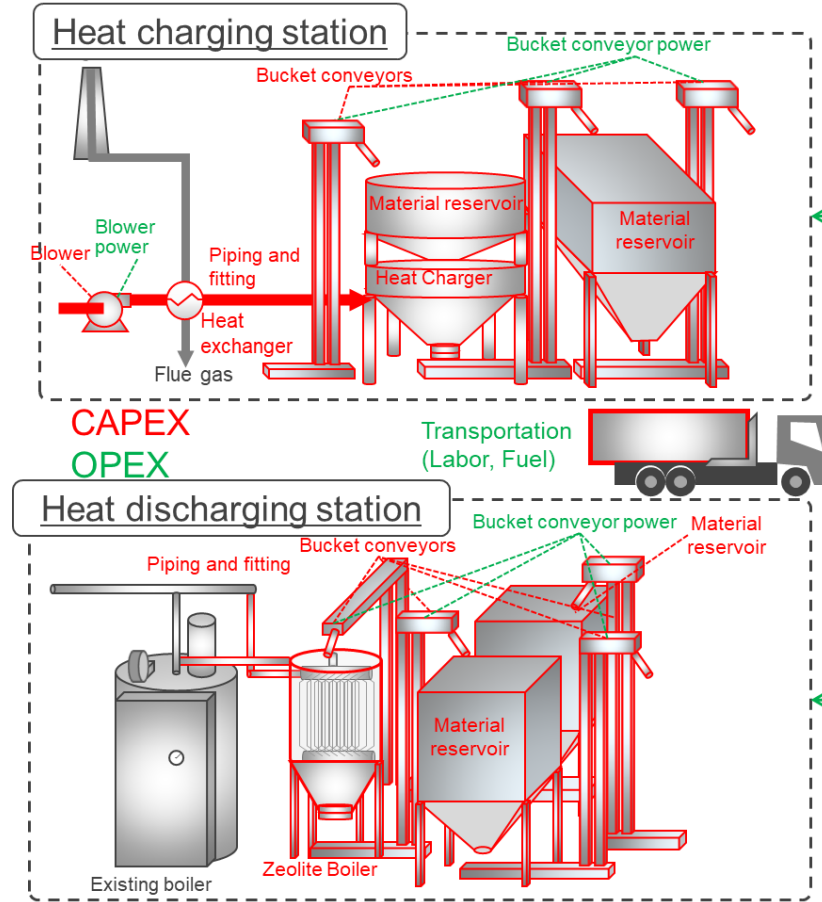 Heat charging station
Bucket conveyor power
Bucket conveyors
Blower
power
Blower
Piping and
fitting
Material reservoir
Material
reservoir
Heat Charger
Heat
exchanger
Flue gas
CAPEX
OPEX
Transportation
(Labor, Fuel)
Heat discharging station
Bucket conveyor power
Material
reservoir
Bucket conveyors
Piping and fitting
Material
reservoir
Zeolite Boiler
Existing boiler